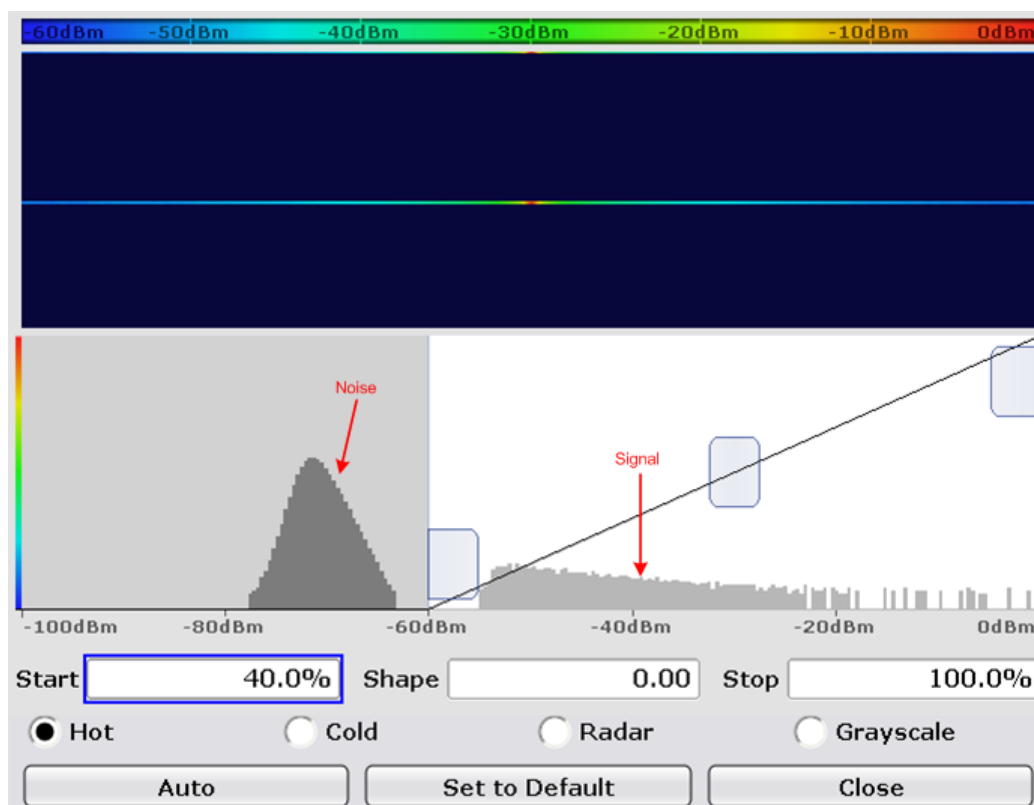 -60dBm -50dBm -40dBm -30dBm -20dBm -10dBm 0dBm
Noise
Signal
-100dBm -80dBm -60dBm -40dBm -20dBm 0dBm
Start 40.0% Shape 0.00 Stop 100.0%
Hot Cold Radar Grayscale
Auto Set to Default Close